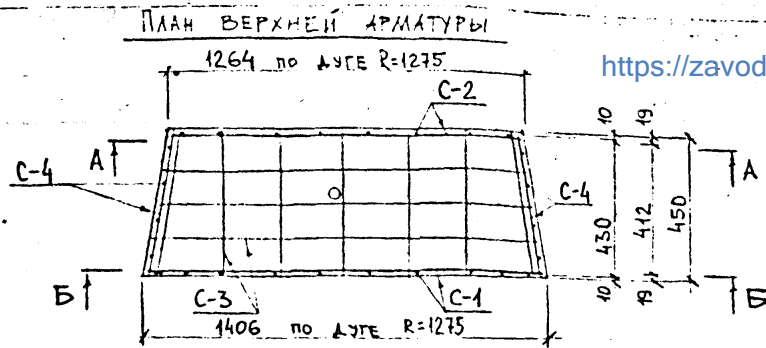 ПЛАН ВЕРХНЕЙ АРМАТУРЫ
1264 по дуге R=1275
https://zavod
С-2
10 19
А А
С-4 С-4
430 412 450
Б Б
С-3 С-1
10 19
1406 по дуге R=1275